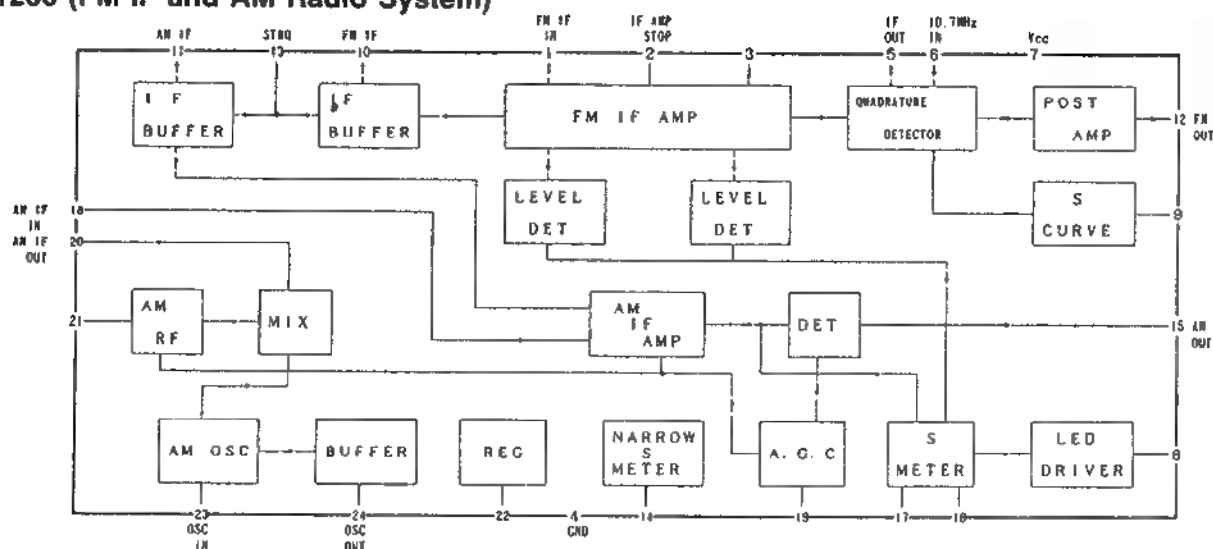 1266 (FM IF and AM Radio System)
AM IF
11
STRQ
13
FM IF
10
FM IF
IN
1
IF AMP
STOP
2
3
IF
OUT
5
10.7MHz
IN
6
Vcc
7
I F
BUFFER
IF
BUFFER
FM IF AMP
QUADRATURE
DETECTOR
POST
AMP
12 FM
OUT
LEVEL
DET
LEVEL
DET
S
CURVE
9
AM IF
IN
18
AM IF
OUT
20
21
AM
RF
MIX
AM
IF
AMP
DET
15 AM
OUT
AM OSC
BUFFER
REG
NARROW
S
METER
A.G.C
S
METER
LED
DRIVER
8
23
OSC
IN
24
OSC
OUT
22
4
GND
14
19
17
18